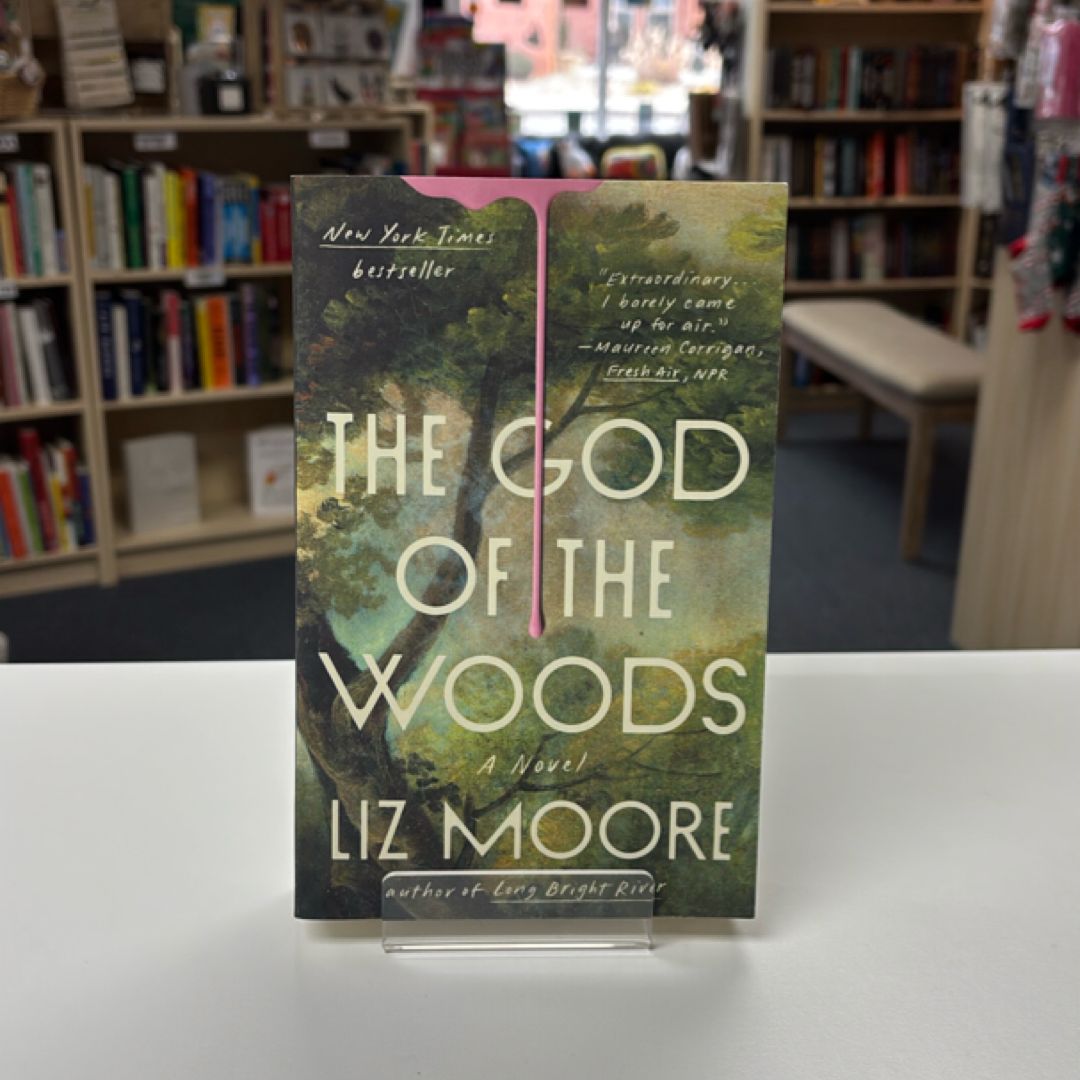 New York Times
bestseller
"Extraordinary...
I barely came
up for air."
—Maureen Corrigan,
Fresh Air, NPR
THE GOD
OF THE
WOODS
A Novel
LIZ MOORE
author of Long Bright River